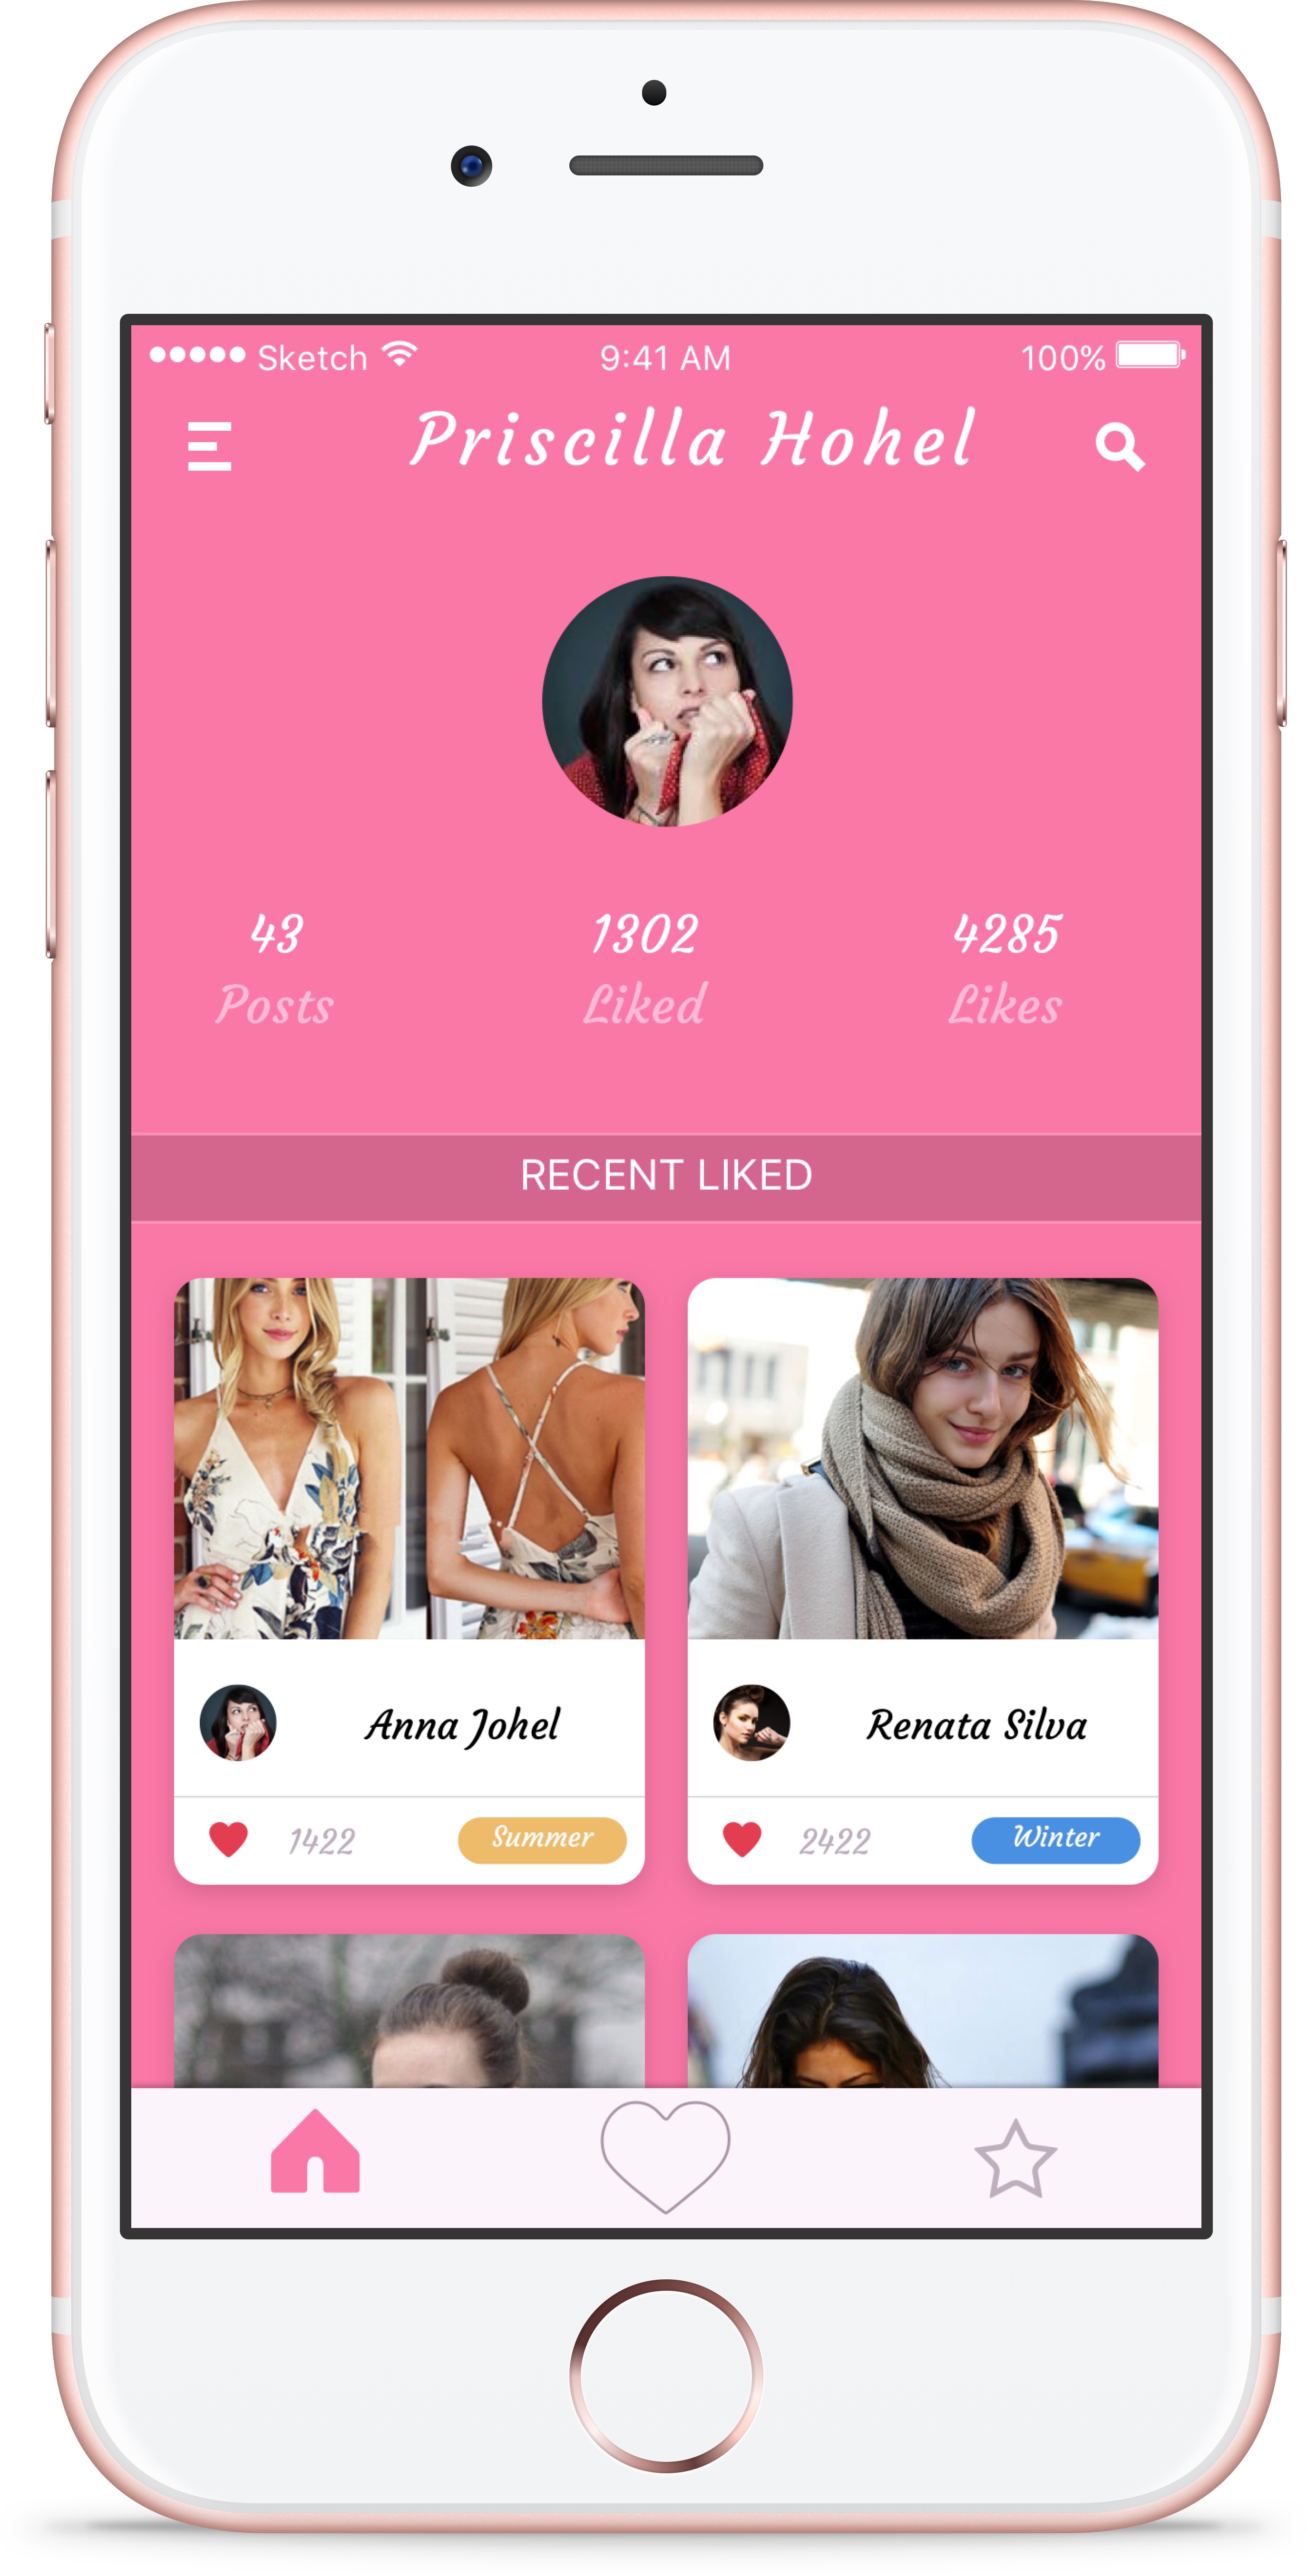 Sketch 9:41 AM 100%
Priscilla Hohel
43 1302 4285
Posts Liked Likes
RECENT LIKED
Anna Johel
1422 Summer
Renata Silva
2422 Winter